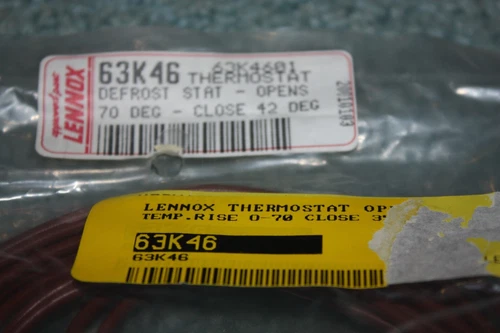 LENNOX
63K46 63K4601
THERMOSTAT
DEFROST STAT - OPENS
70 DEG - CLOSE 42 DEG
LENNOX THERMOSTAT
TEMP.RISE O-70 CLOSE
63K46
63K46